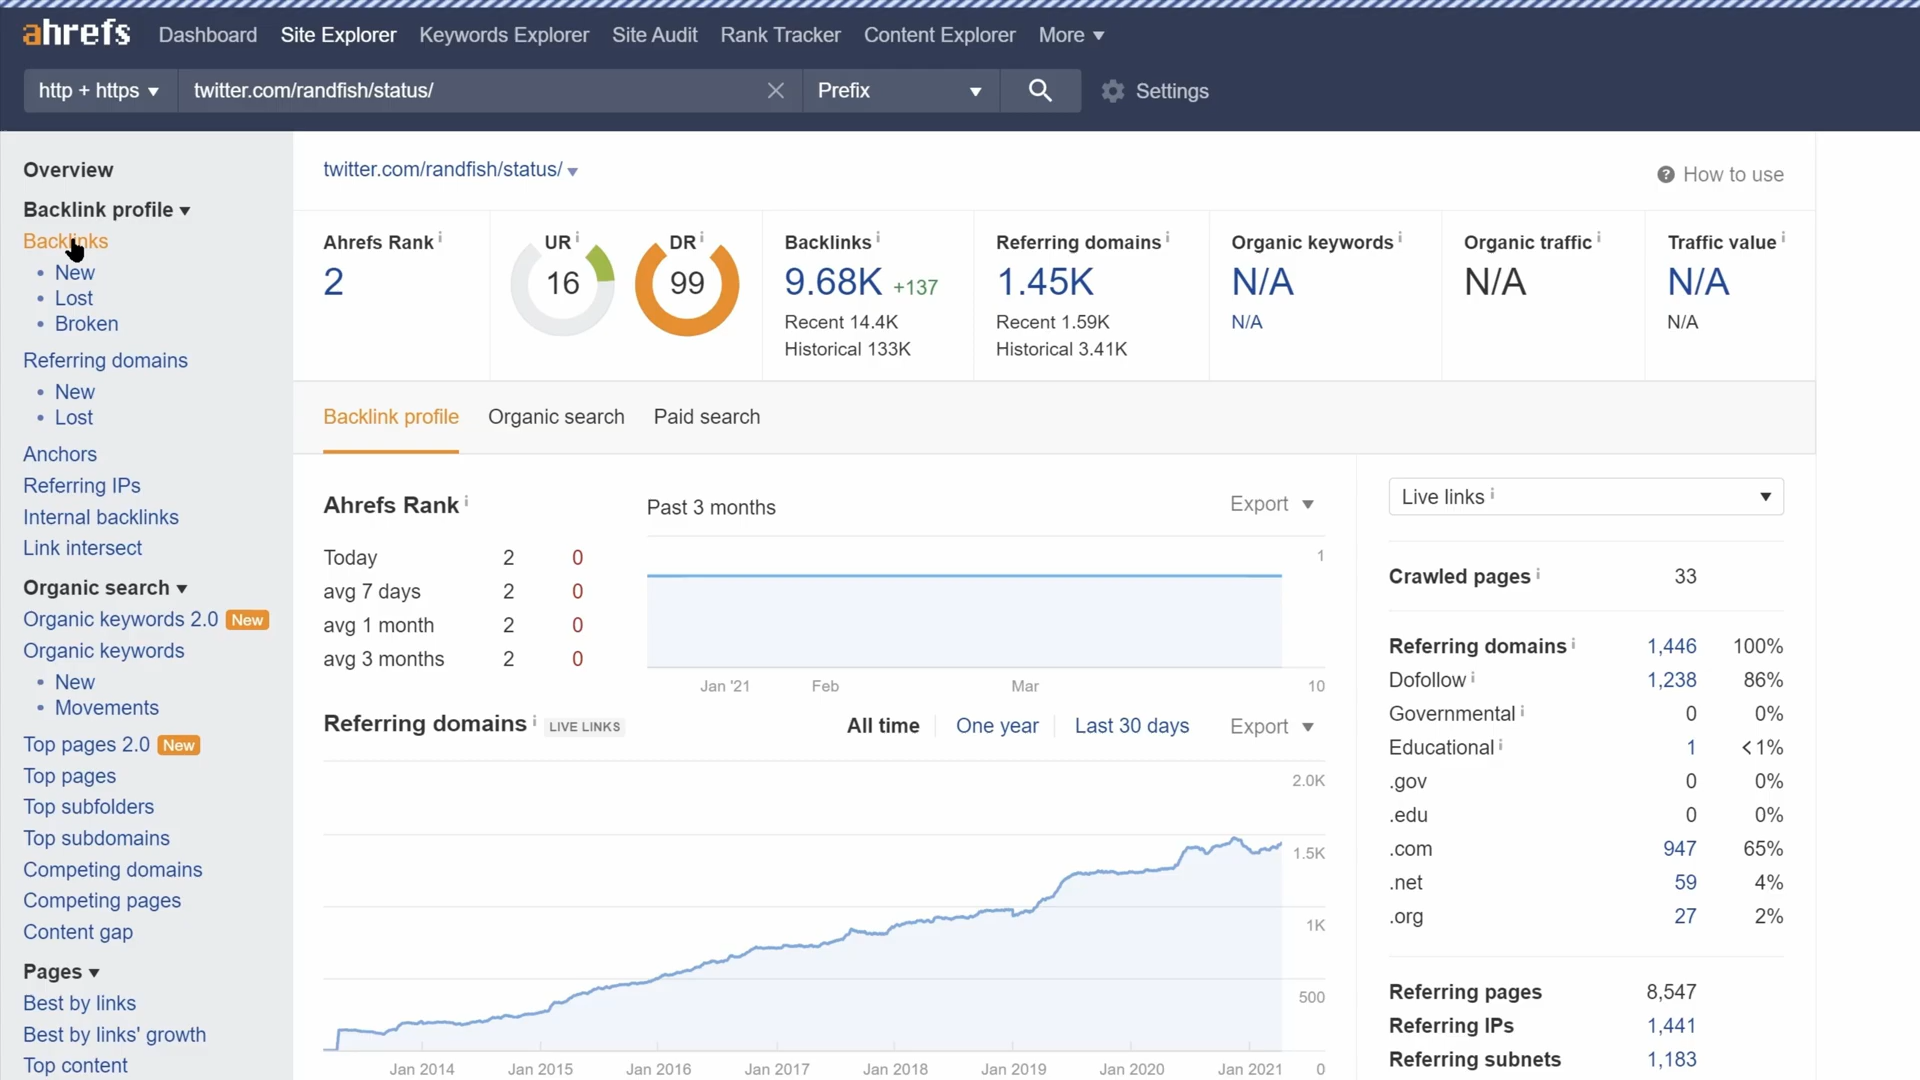 ahrefs Dashboard Site Explorer Keywords Explorer Site Audit Rank Tracker Content Explorer More
http + https twitter.com/randfish/status/ Prefix Settings
Overview
Backlink profile
Backlinks
New
Lost
Broken
Referring domains
New
Lost
Anchors
Referring IPs
Internal backlinks
Link intersect
Organic search
Organic keywords 2.0 New
Organic keywords
New
Movements
Top pages 2.0 New
Top pages
Top subfolders
Top subdomains
Competing domains
Competing pages
Content gap
Pages
Best by links
Best by links' growth
Top content
twitter.com/randfish/status/ How to use
Ahrefs Rank i UR i DR i Backlinks i Referring domains i Organic keywords i Organic traffic i Traffic value i
2 16 99 9.68K +137 1.45K N/A N/A N/A
Recent 14.4K Recent 1.59K N/A N/A
Historical 133K Historical 3.41K
Backlink profile Organic search Paid search
Ahrefs Rank i Past 3 months Export
Today 2 0
avg 7 days 2 0
avg 1 month 2 0
avg 3 months 2 0
1
10
Jan '21 Feb Mar
Referring domains i LIVE LINKS All time One year Last 30 days Export
2.0K
1.5K
1K
500
0
Jan 2014 Jan 2015 Jan 2016 Jan 2017 Jan 2018 Jan 2019 Jan 2020 Jan 2021
Live links i
Crawled pages i 33
Referring domains i 1,446 100%
Dofollow i 1,238 86%
Governmental i 0 0%
Educational i 1 <1%
.gov 0 0%
.edu 0 0%
.com 947 65%
.net 59 4%
.org 27 2%
Referring pages 8,547
Referring IPs 1,441
Referring subnets 1,183